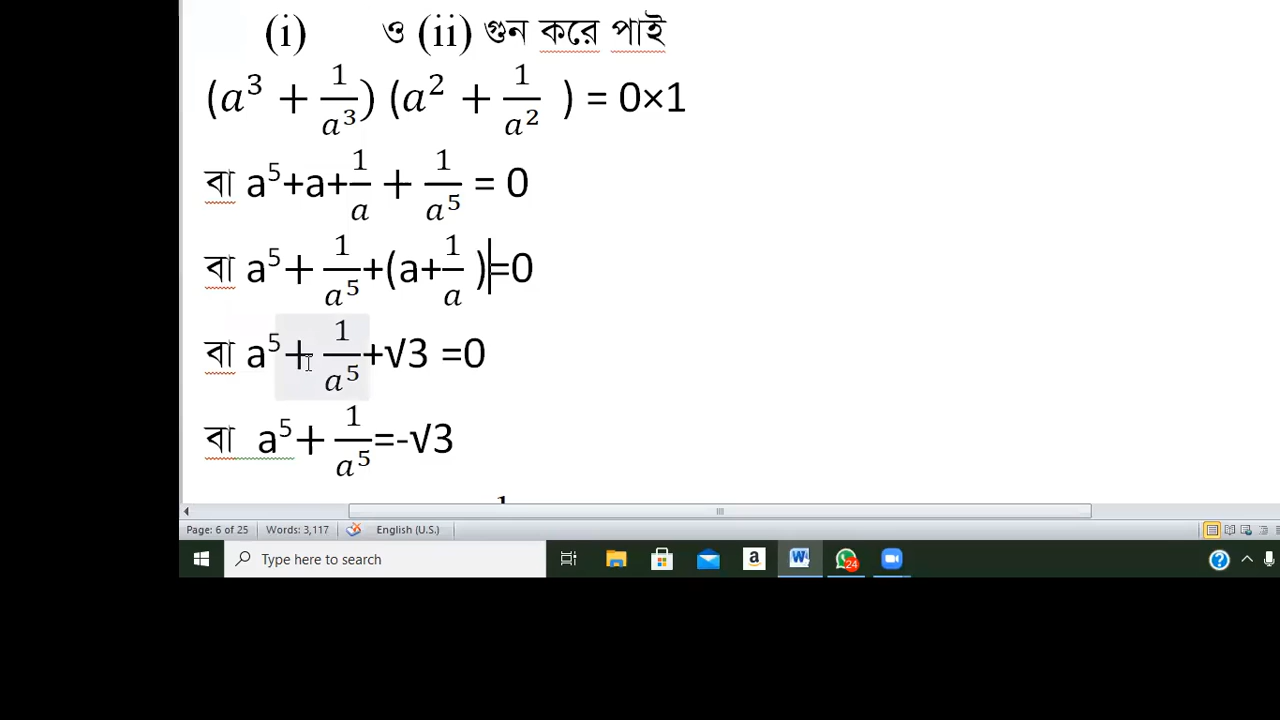 (i) ও (ii) গুন করে পাই
(a³ + 1/a³) (a² + 1/a² ) = 0×1
বা a⁵+a+1/a + 1/a⁵ = 0
বা a⁵+ 1/a⁵+(a+1/a )=0
বা a⁵+ 1/a⁵+√3 =0
বা a⁵+ 1/a⁵=-√3
Page: 6 of 25 Words: 3,117 English (U.S.)
Type here to search a W 24 ?